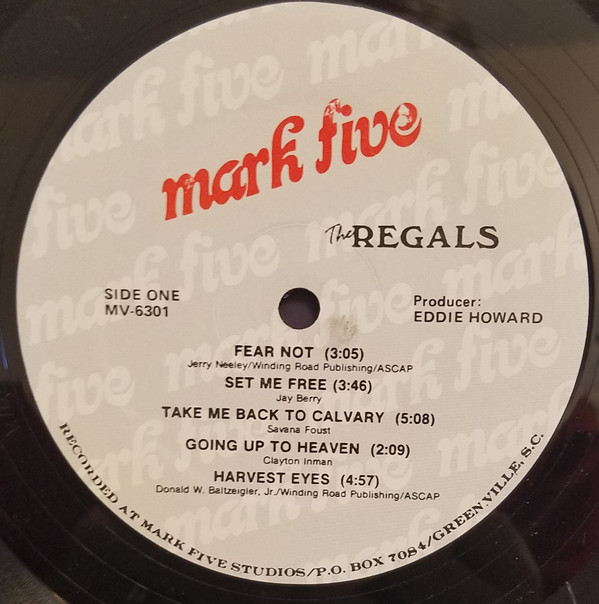 mark five
The REGALS
SIDE ONE
MV-6301
Producer:
EDDIE HOWARD
FEAR NOT (3:05)
Jerry Neeley/Winding Road Publishing/ASCAP
SET ME FREE (3:46)
Jay Berry
TAKE ME BACK TO CALVARY (5:08)
Savana Foust
GOING UP TO HEAVEN (2:09)
Clayton Inman
HARVEST EYES (4:57)
Donald W. Baltzeigler, Jr./Winding Road Publishing/ASCAP
RECORDED AT MARK FIVE STUDIOS/P.O. BOX 7084/GREENVILLE, S.C.